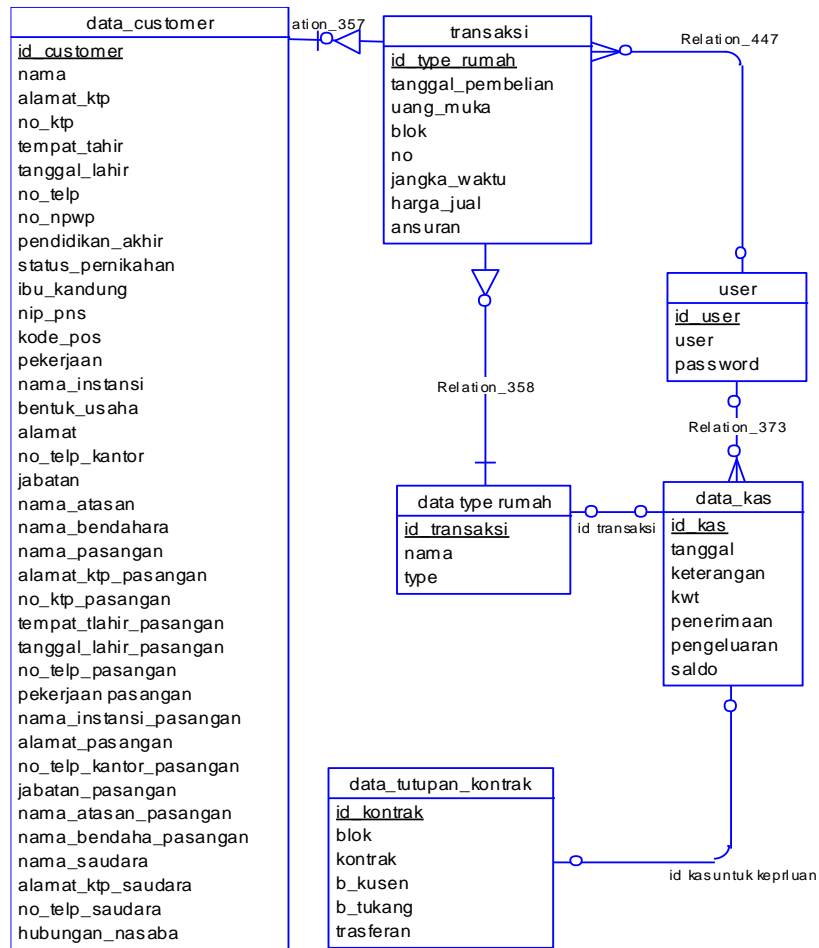 data_customer
id_customer
nama
alamat_ktp
no_ktp
tempat_tahir
tanggal_lahir
no_telp
no_npwp
pendidikan_akhir
status_pernikahan
ibu_kandung
nip_pns
kode_pos
pekerjaan
nama_instansi
bentuk_usaha
alamat
no_telp_kantor
jabatan
nama_atasan
nama_bendahara
nama_pasangan
alamat_ktp_pasangan
no_ktp_pasangan
tempat_tlahir_pasangan
tanggal_lahir_pasangan
no_telp_pasangan
pekerjaan pasangan
nama_instansi_pasangan
alamat_pasangan
no_telp_kantor_pasangan
jabatan_pasangan
nama_atasan_pasangan
nama_bendaha_pasangan
nama_saudara
alamat_ktp_saudara
no_telp_saudara
hubungan_nasaba
ation_357
transaksi
id_type_rumah
tanggal_pembelian
uang_muka
blok
no
jangka_waktu
harga_jual
ansuran
Relation_447
user
id_user
user
password
Relation_358
Relation_373
data type rumah
id_transaksi
nama
type
id transaksi
data_kas
id_kas
tanggal
keterangan
kwt
penerimaan
pengeluaran
saldo
data_tutupan_kontrak
id_kontrak
blok
kontrak
b_kusen
b_tukang
trasferan
id kas untuk keprluan